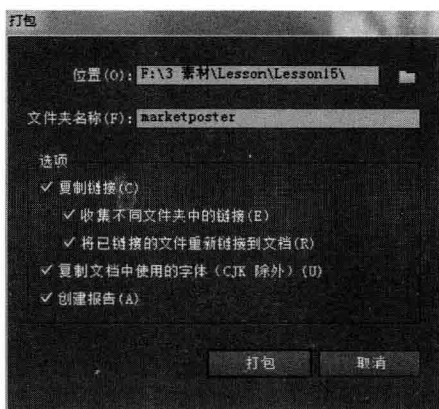 打包
位置(O): F:\3 素材\Lesson\Lesson15\
文件夹名称(F): marketposter
选项
✓ 复制链接(C)
✓ 收集不同文件夹中的链接(E)
✓ 将已链接的文件重新链接到文档(R)
✓ 复制文档中使用的字体（CJK 除外）(U)
✓ 创建报告(A)
打包 取消